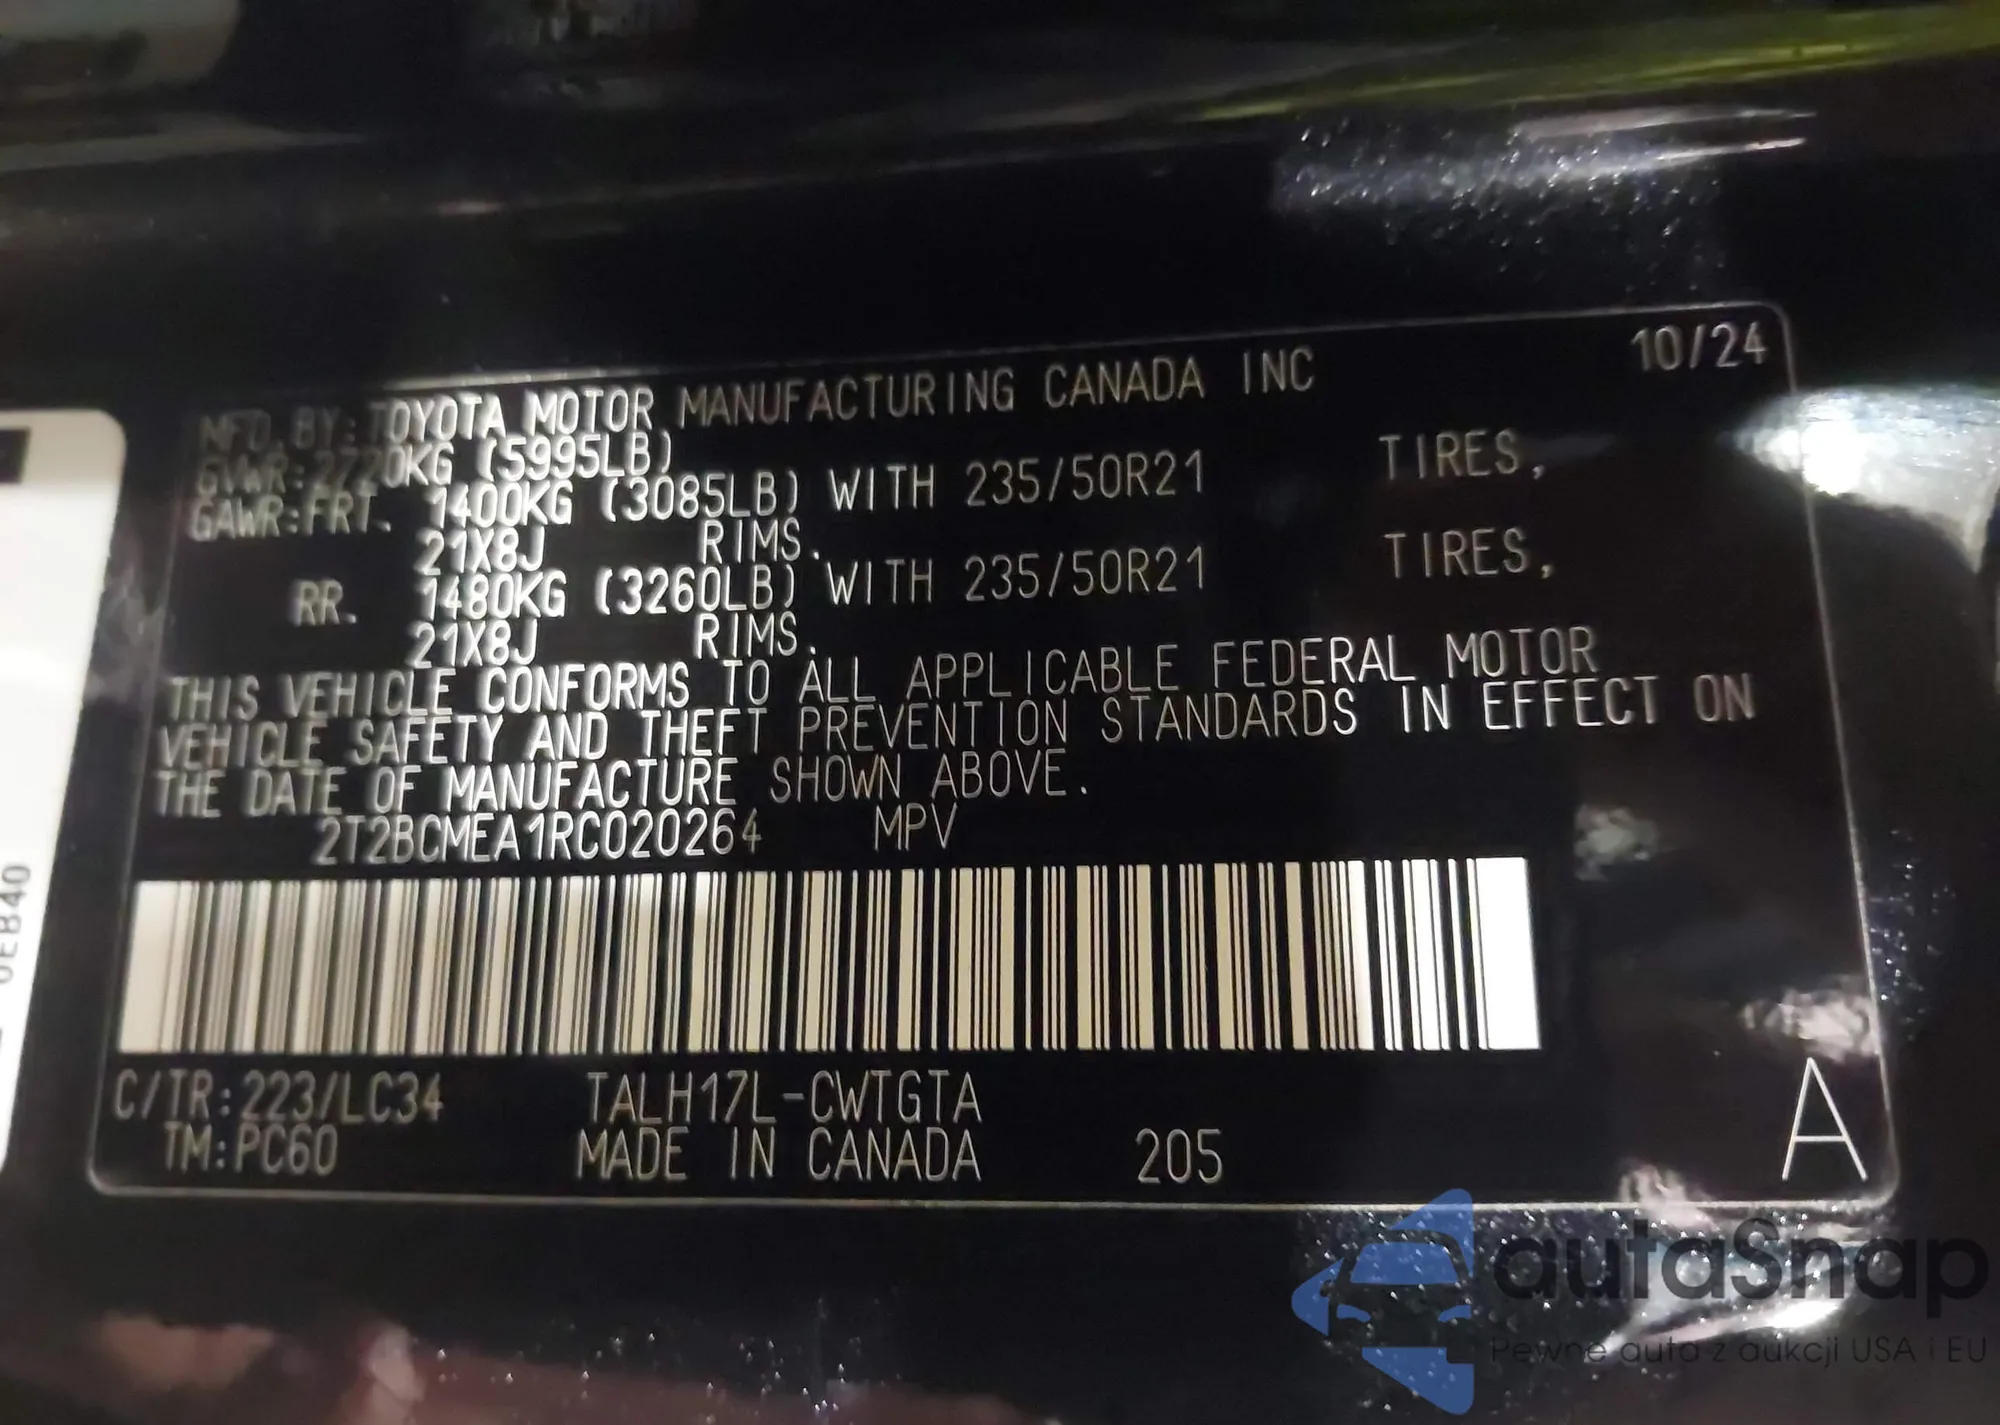 10/24
MFD. BY: TOYOTA MOTOR MANUFACTURING CANADA INC
GVWR: 2720KG (5995LB)
GAWR: FRT. 1400KG (3085LB) WITH 235/50R21 TIRES,
21X8J RIMS.
RR. 1480KG (3260LB) WITH 235/50R21 TIRES,
21X8J RIMS.
THIS VEHICLE CONFORMS TO ALL APPLICABLE FEDERAL MOTOR
VEHICLE SAFETY AND THEFT PREVENTION STANDARDS IN EFFECT ON
THE DATE OF MANUFACTURE SHOWN ABOVE.
2T2BCMEA1RC020264 MPV
C/TR: 223/LC34 TALH17L-CWTGTA
TM: PC60 MADE IN CANADA 205 A
0EB40
autaSnap
Pewne auta z aukcji USA i EU